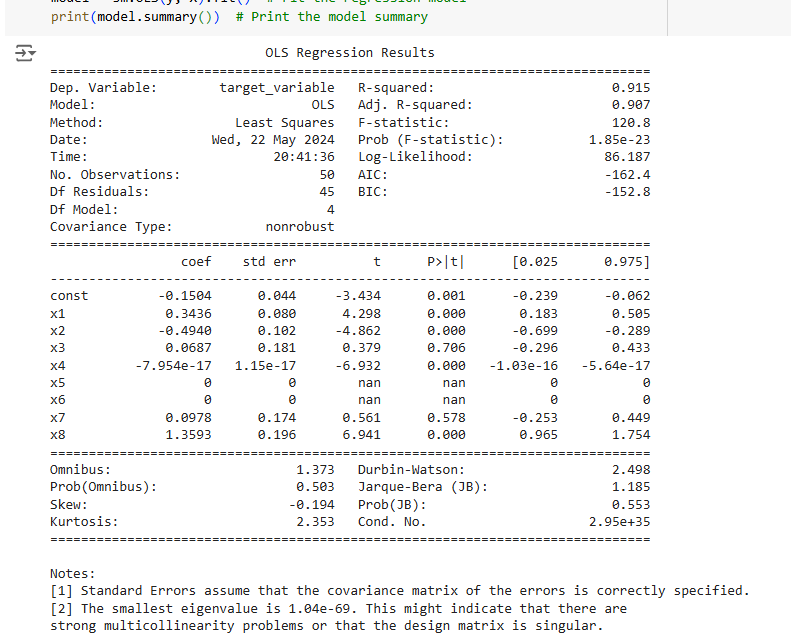 print(model.summary())  # Print the model summary
                            OLS Regression Results
==============================================================================
Dep. Variable:        target_variable   R-squared:                       0.915
Model:                            OLS   Adj. R-squared:                  0.907
Method:                 Least Squares   F-statistic:                     120.8
Date:                Wed, 22 May 2024   Prob (F-statistic):           1.85e-23
Time:                        20:41:36   Log-Likelihood:                 86.187
No. Observations:                  50   AIC:                            -162.4
Df Residuals:                      45   BIC:                            -152.8
Df Model:                           4
Covariance Type:            nonrobust
==============================================================================
                 coef    std err          t      P>|t|      [0.025      0.975]
------------------------------------------------------------------------------
const         -0.1504      0.044     -3.434      0.001      -0.239      -0.062
x1             0.3436      0.080      4.298      0.000       0.183       0.505
x2            -0.4940      0.102     -4.862      0.000      -0.699      -0.289
x3             0.0687      0.181      0.379      0.706      -0.296       0.433
x4         -7.954e-17   1.15e-17     -6.932      0.000   -1.03e-16   -5.64e-17
x5                  0          0        nan        nan           0           0
x6                  0          0        nan        nan           0           0
x7             0.0978      0.174      0.561      0.578      -0.253       0.449
x8             1.3593      0.196      6.941      0.000       0.965       1.754
==============================================================================
Omnibus:                        1.373   Durbin-Watson:                   2.498
Prob(Omnibus):                  0.503   Jarque-Bera (JB):                1.185
Skew:                          -0.194   Prob(JB):                        0.553
Kurtosis:                       2.353   Cond. No.                     2.95e+35
==============================================================================
Notes:
[1] Standard Errors assume that the covariance matrix of the errors is correctly specified.
[2] The smallest eigenvalue is 1.04e-69. This might indicate that there are
strong multicollinearity problems or that the design matrix is singular.